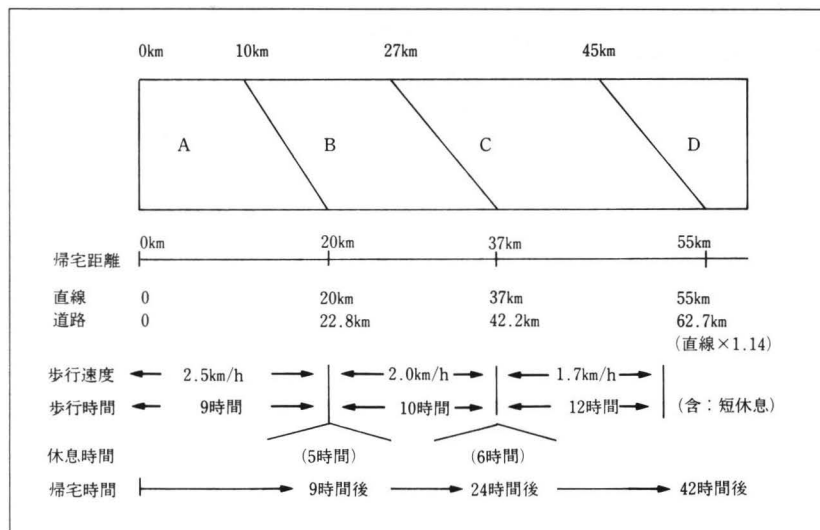 0km 10km 27km 45km
A B C D
0km 20km 37km 55km
帰宅距離
直線 0 20km 37km 55km
道路 0 22.8km 42.2km 62.7km
(直線×1.14)
歩行速度 2.5km/h 2.0km/h 1.7km/h
歩行時間 9時間 10時間 12時間 (含：短休息)
休息時間 (5時間) (6時間)
帰宅時間 9時間後 24時間後 42時間後